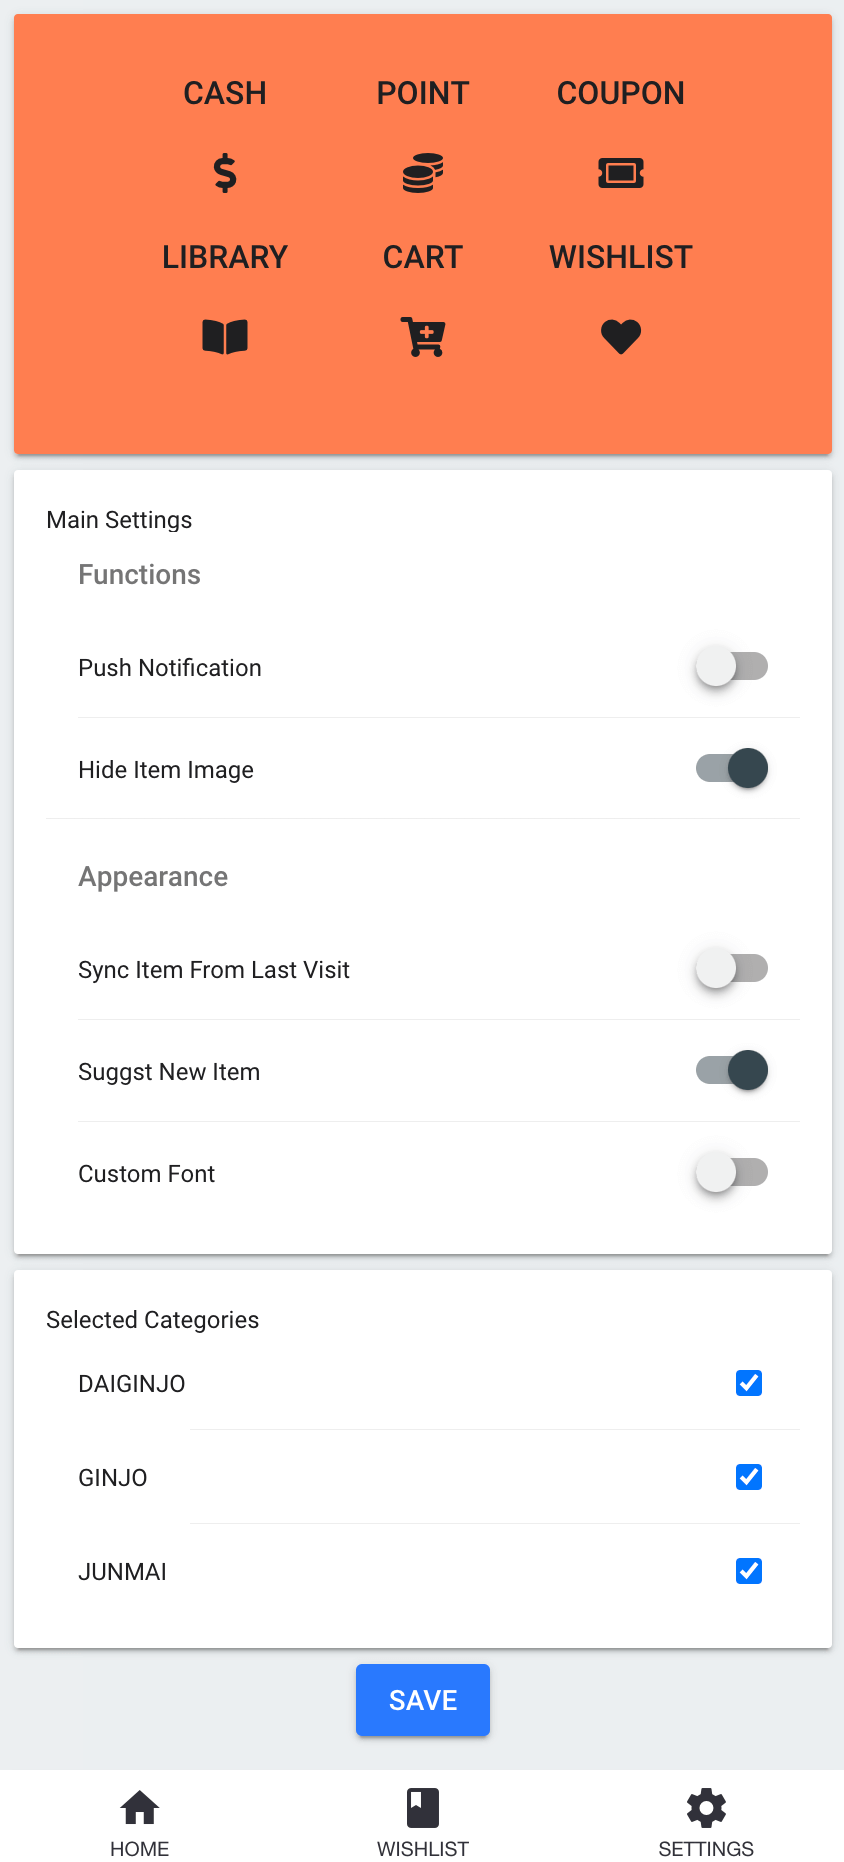 CASH POINT COUPON
LIBRARY CART WISHLIST
Main Settings
Functions
Push Notification
Hide Item Image
Appearance
Sync Item From Last Visit
Suggst New Item
Custom Font
Selected Categories
DAIGINJO
GINJO
JUNMAI
SAVE
HOME WISHLIST SETTINGS